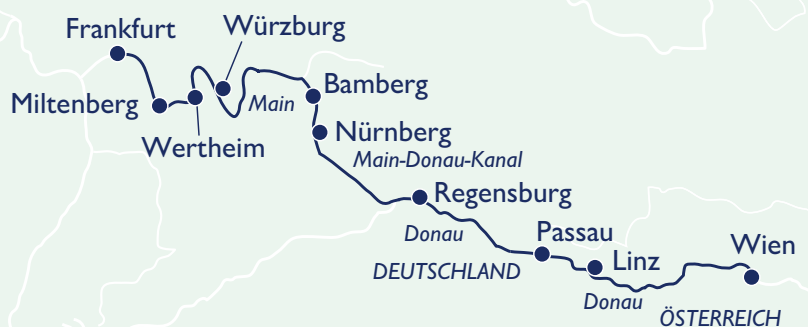 Frankfurt
Würzburg
Miltenberg
Main
Bamberg
Wertheim
Nürnberg
Main-Donau-Kanal
Regensburg
Donau
Passau
Wien
DEUTSCHLAND
Linz
Donau
ÖSTERREICH